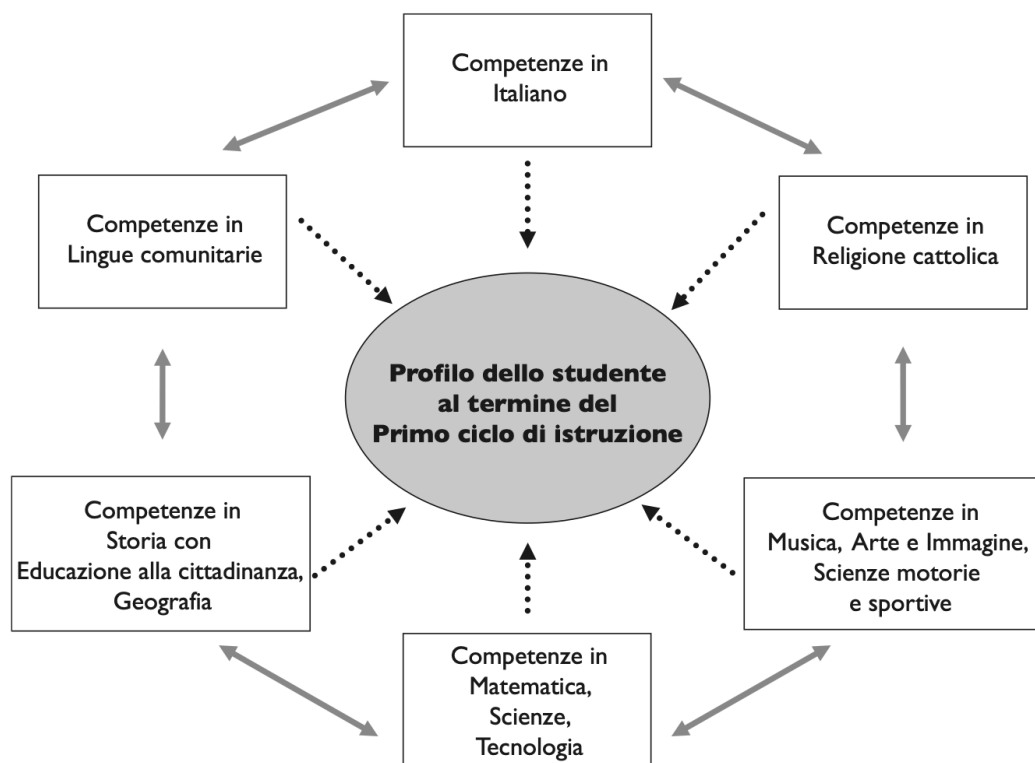 Competenze in
Italiano
Competenze in
Lingue comunitarie
Competenze in
Religione cattolica
Profilo dello studente
al termine del
Primo ciclo di istruzione
Competenze in
Storia con
Educazione alla cittadinanza,
Geografia
Competenze in
Musica, Arte e Immagine,
Scienze motorie
e sportive
Competenze in
Matematica,
Scienze,
Tecnologia